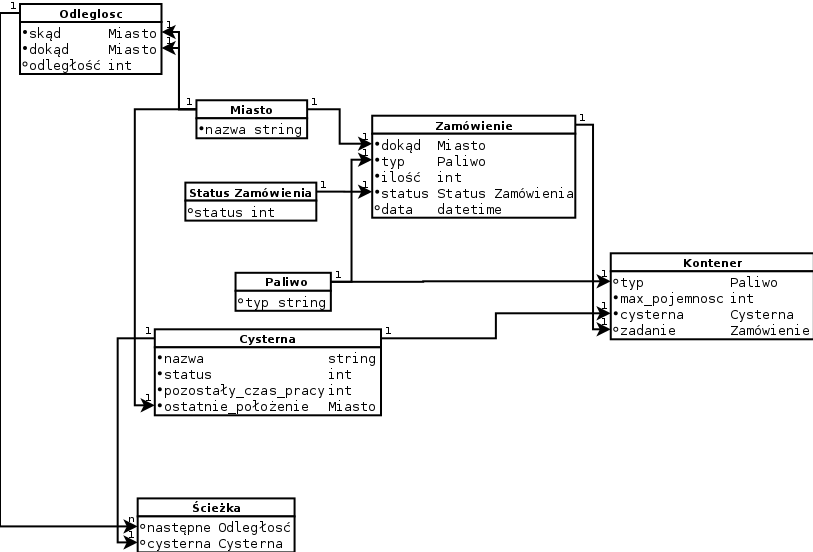 1
Odleglosc
skąd Miasto
dokąd Miasto
odległość int
1
1
1
Miasto
1
nazwa string
Zamówienie
1
1
dokąd Miasto
1
typ Paliwo
ilość int
1
status Status Zamówienia
data datetime
Status Zamówienia
1
status int
Paliwo
1
typ string
Kontener
1
typ Paliwo
max_pojemnosc int
1
cysterna Cysterna
1
zadanie Zamówienie
1
Cysterna
1
nazwa string
status int
pozostały_czas_pracy int
1
ostatnie_położenie Miasto
Ścieżka
n
następne Odległość
1
cysterna Cysterna